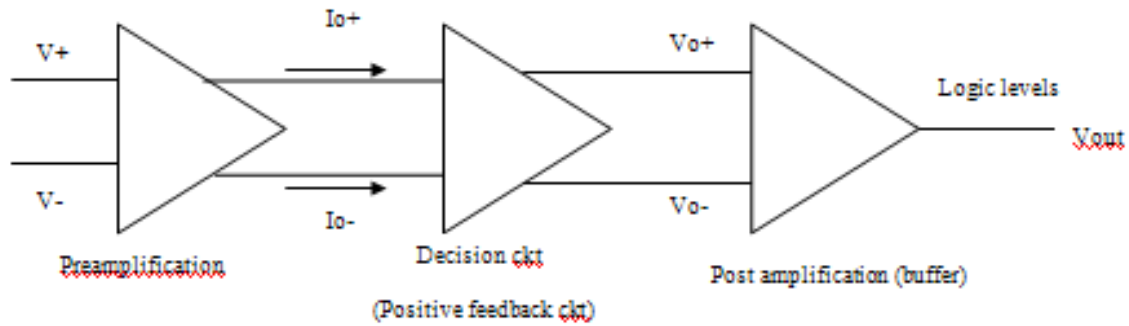 V+
V-
Preamplification
Io+
Io-
Decision ckt
(Positive feedback ckt)
Vo+
Vo-
Post amplification (buffer)
Logic levels
Vout